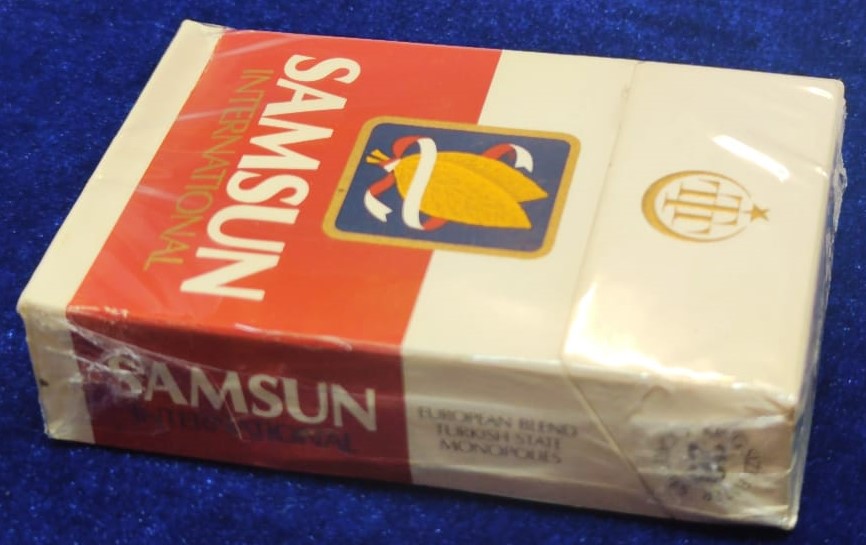 SAMSUN
INTERNATIONAL
SAMSUN
INTERNATIONAL
EUROPEAN BLEND
TURKISH STATE
MONOPOLIES